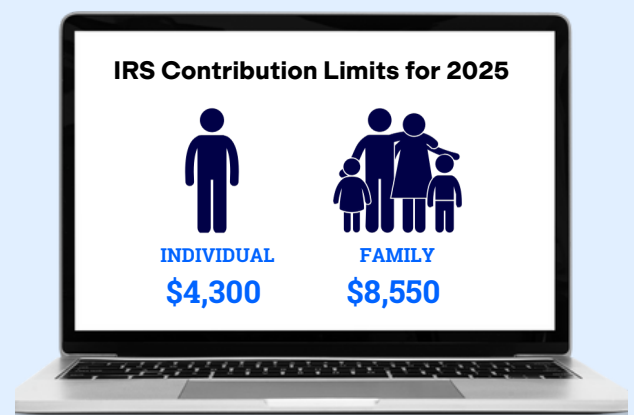 IRS Contribution Limits for 2025
INDIVIDUAL
FAMILY
$4,300
$8,550